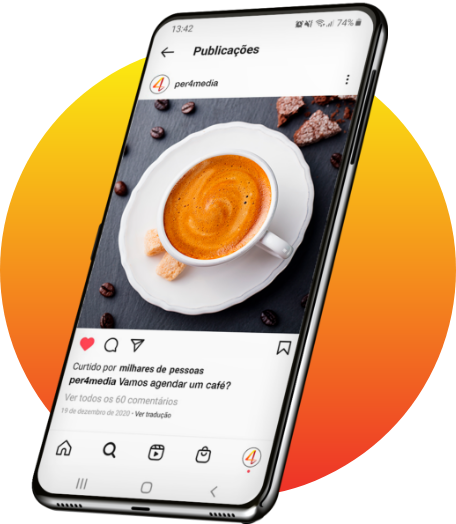 13:42 74%
Publicações
per4media
Curtido por milhares de pessoas
per4media Vamos agendar um café?
Ver todos os 60 comentários
19 de dezembro de 2020 • Ver tradução